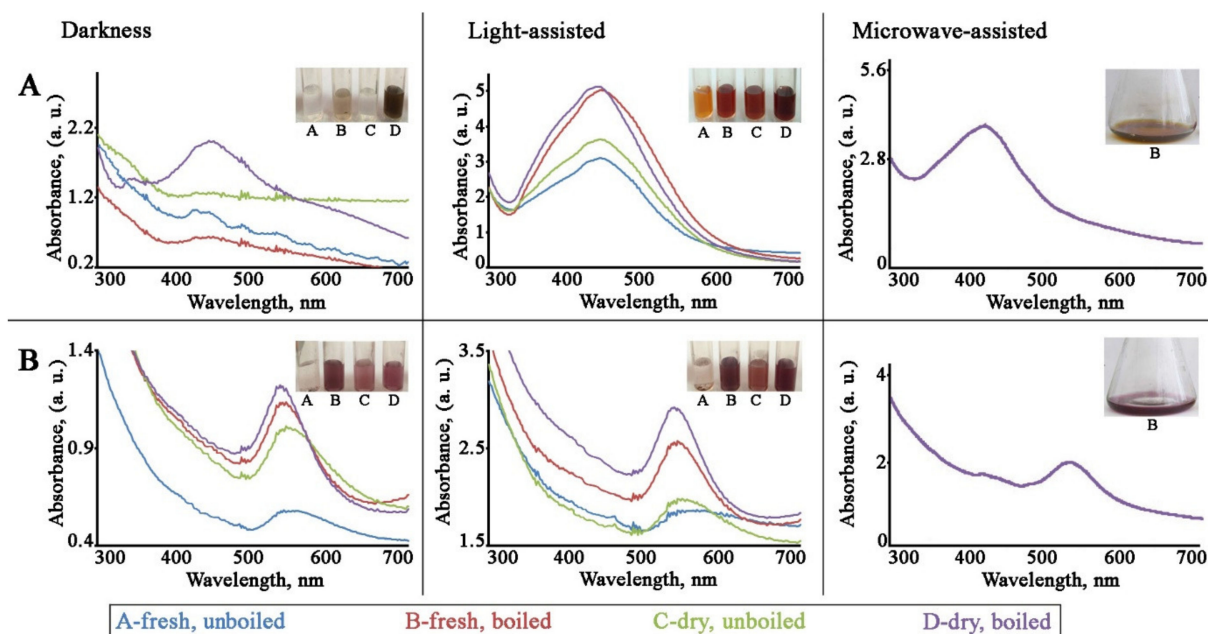 Darkness
Light-assisted
Microwave-assisted
A
Absorbance, (a. u.)
2.2
1.2
0.2
300 400 500 600 700
Wavelength, nm
A B C D
Absorbance, (a. u.)
5
4
3
2
1
0
300 400 500 600 700
Wavelength, nm
A B C D
Absorbance, (a. u.)
5.6
2.8
0
300 400 500 600 700
Wavelength, nm
B
B
Absorbance, (a. u.)
1.4
0.9
0.4
300 400 500 600 700
Wavelength, nm
A B C D
Absorbance, (a. u.)
3.5
2.5
1.5
300 400 500 600 700
Wavelength, nm
A B C D
Absorbance, (a. u.)
4
2
0
300 400 500 600 700
Wavelength, nm
B
A-fresh, unboiled B-fresh, boiled C-dry, unboiled D-dry, boiled